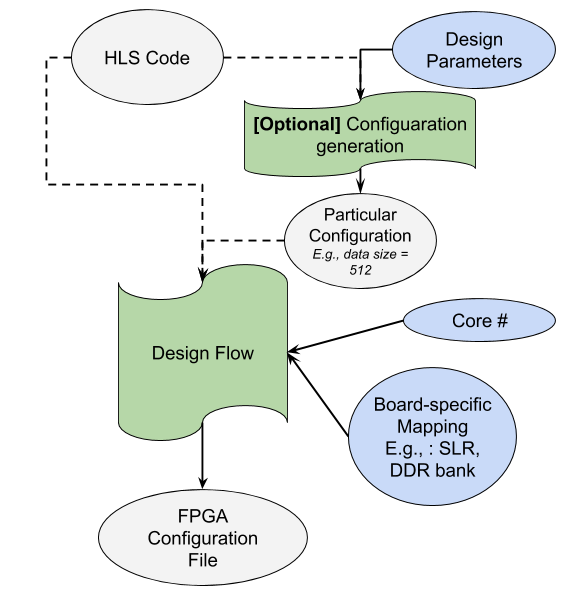 HLS Code
Design
Parameters
[Optional] Configuaration
generation
Particular
Configuration
E.g., data size =
512
Design Flow
Core #
Board-specific
Mapping
E.g., : SLR,
DDR bank
FPGA
Configuration
File